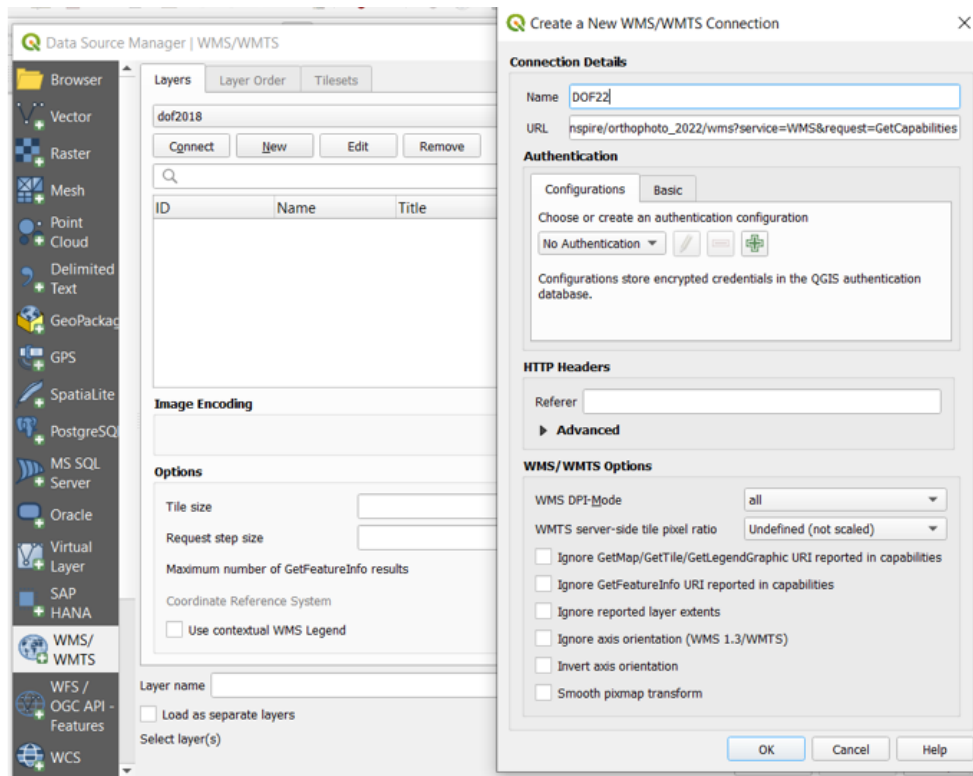 Data Source Manager | WMS/WMTS
Browser
Vector
Raster
Mesh
Point
Cloud
Delimited
Text
GeoPackag
GPS
SpatiaLite
PostgreSQ
MS SQL
Server
Oracle
Virtual
Layer
SAP
HANA
WMS/
WMTS
WFS /
OGC API -
Features
WCS
Layers Layer Order Tilesets
dof2018
Connect New Edit Remove
ID Name Title
Image Encoding
Options
Tile size
Request step size
Maximum number of GetFeatureInfo results
Coordinate Reference System
Use contextual WMS Legend
Layer name
Load as separate layers
Select layer(s)
Create a New WMS/WMTS Connection
Connection Details
Name DOF22
URL nspire/orthophoto_2022/wms?service=WMS&request=GetCapabilities
Authentication
Configurations Basic
Choose or create an authentication configuration
No Authentication
Configurations store encrypted credentials in the QGIS authentication
database.
HTTP Headers
Referer
Advanced
WMS/WMTS Options
WMS DPI-Mode all
WMTS server-side tile pixel ratio Undefined (not scaled)
Ignore GetMap/GetTile/GetLegendGraphic URI reported in capabilities
Ignore GetFeatureInfo URI reported in capabilities
Ignore reported layer extents
Ignore axis orientation (WMS 1.3/WMTS)
Invert axis orientation
Smooth pixmap transform
OK Cancel Help